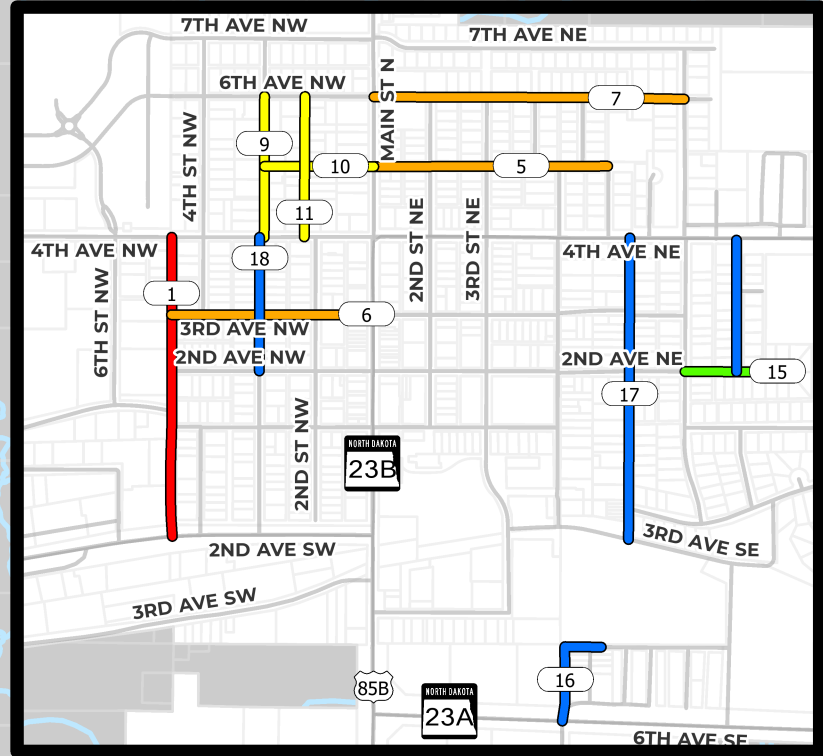 7TH AVE NW
7TH AVE NE
6TH AVE NW
MAIN ST N
7
4TH ST NW
9
10
5
11
2ND ST NE
3RD ST NE
4TH AVE NW
18
4TH AVE NE
6TH ST NW
1
3RD AVE NW
6
2ND AVE NW
2ND AVE NE
15
17
2ND ST NW
NORTH DAKOTA
23B
2ND AVE SW
3RD AVE SE
3RD AVE SW
16
85B
NORTH DAKOTA
23A
6TH AVE SE